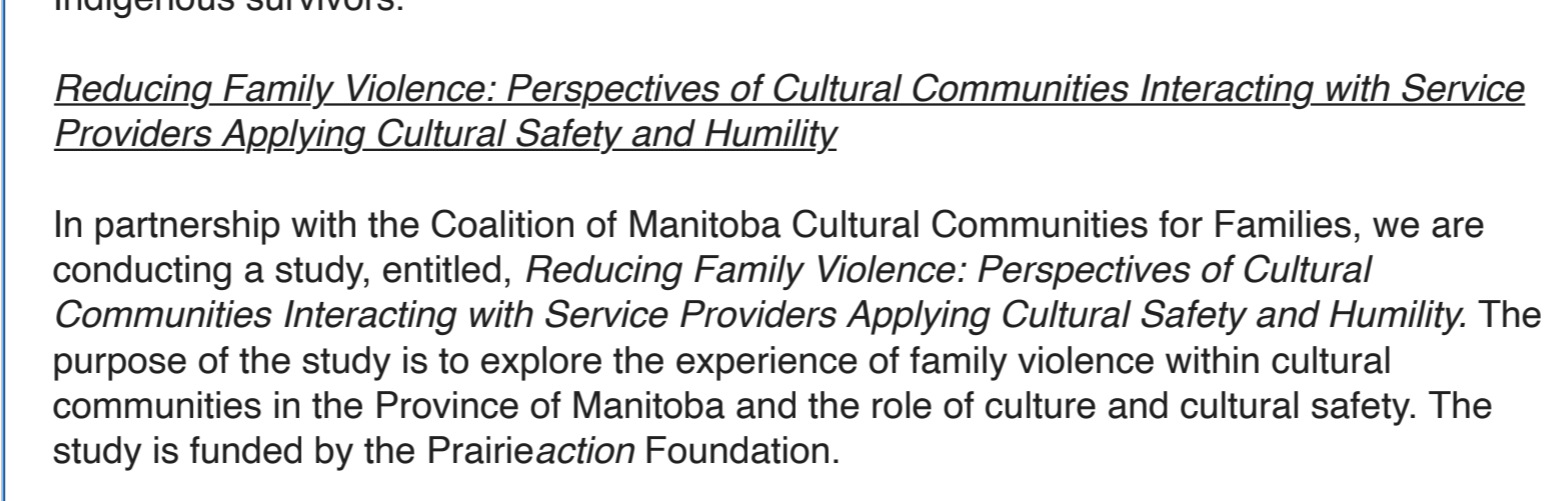 Indigenous survivors.
Reducing Family Violence: Perspectives of Cultural Communities Interacting with Service
Providers Applying Cultural Safety and Humility
In partnership with the Coalition of Manitoba Cultural Communities for Families, we are
conducting a study, entitled, Reducing Family Violence: Perspectives of Cultural
Communities Interacting with Service Providers Applying Cultural Safety and Humility. The
purpose of the study is to explore the experience of family violence within cultural
communities in the Province of Manitoba and the role of culture and cultural safety. The
study is funded by the Prairieaction Foundation.